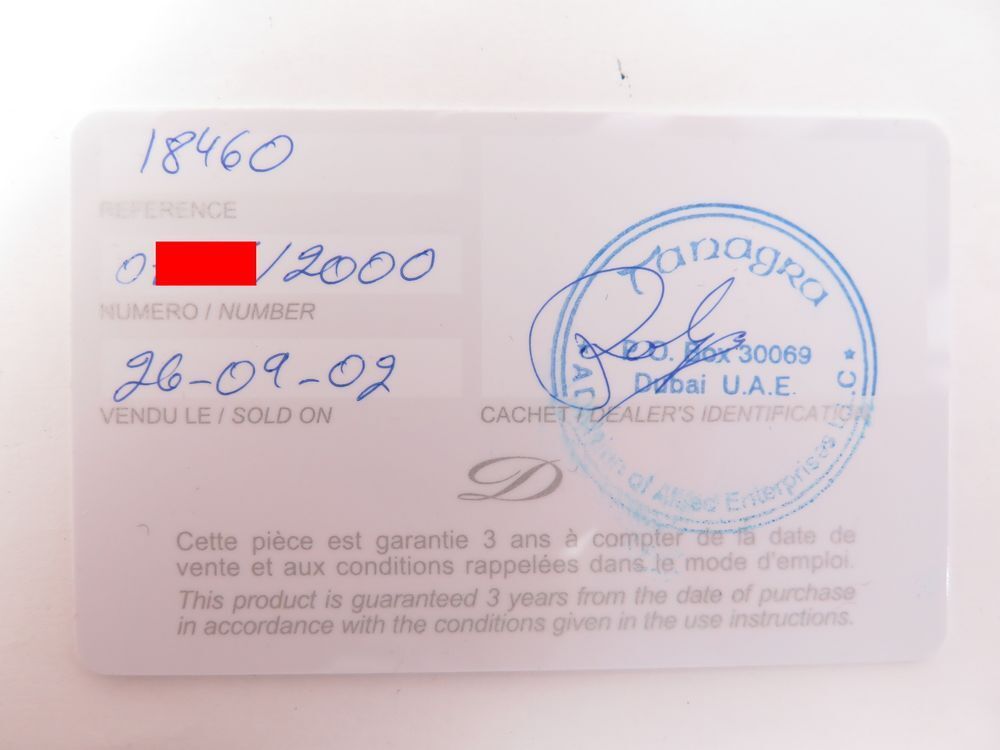 18460
REFERENCE
0 /2000
NUMERO / NUMBER
26-09-02
VENDU LE / SOLD ON
Tanagra
P.O. Box 30069
Dubai U.A.E.
of Allied Enterprises
CACHET / DEALER'S IDENTIFICATION
D
Cette pièce est garantie 3 ans à compter de la date de
vente et aux conditions rappelées dans le mode d'emploi.
This product is guaranteed 3 years from the date of purchase
in accordance with the conditions given in the use instructions.